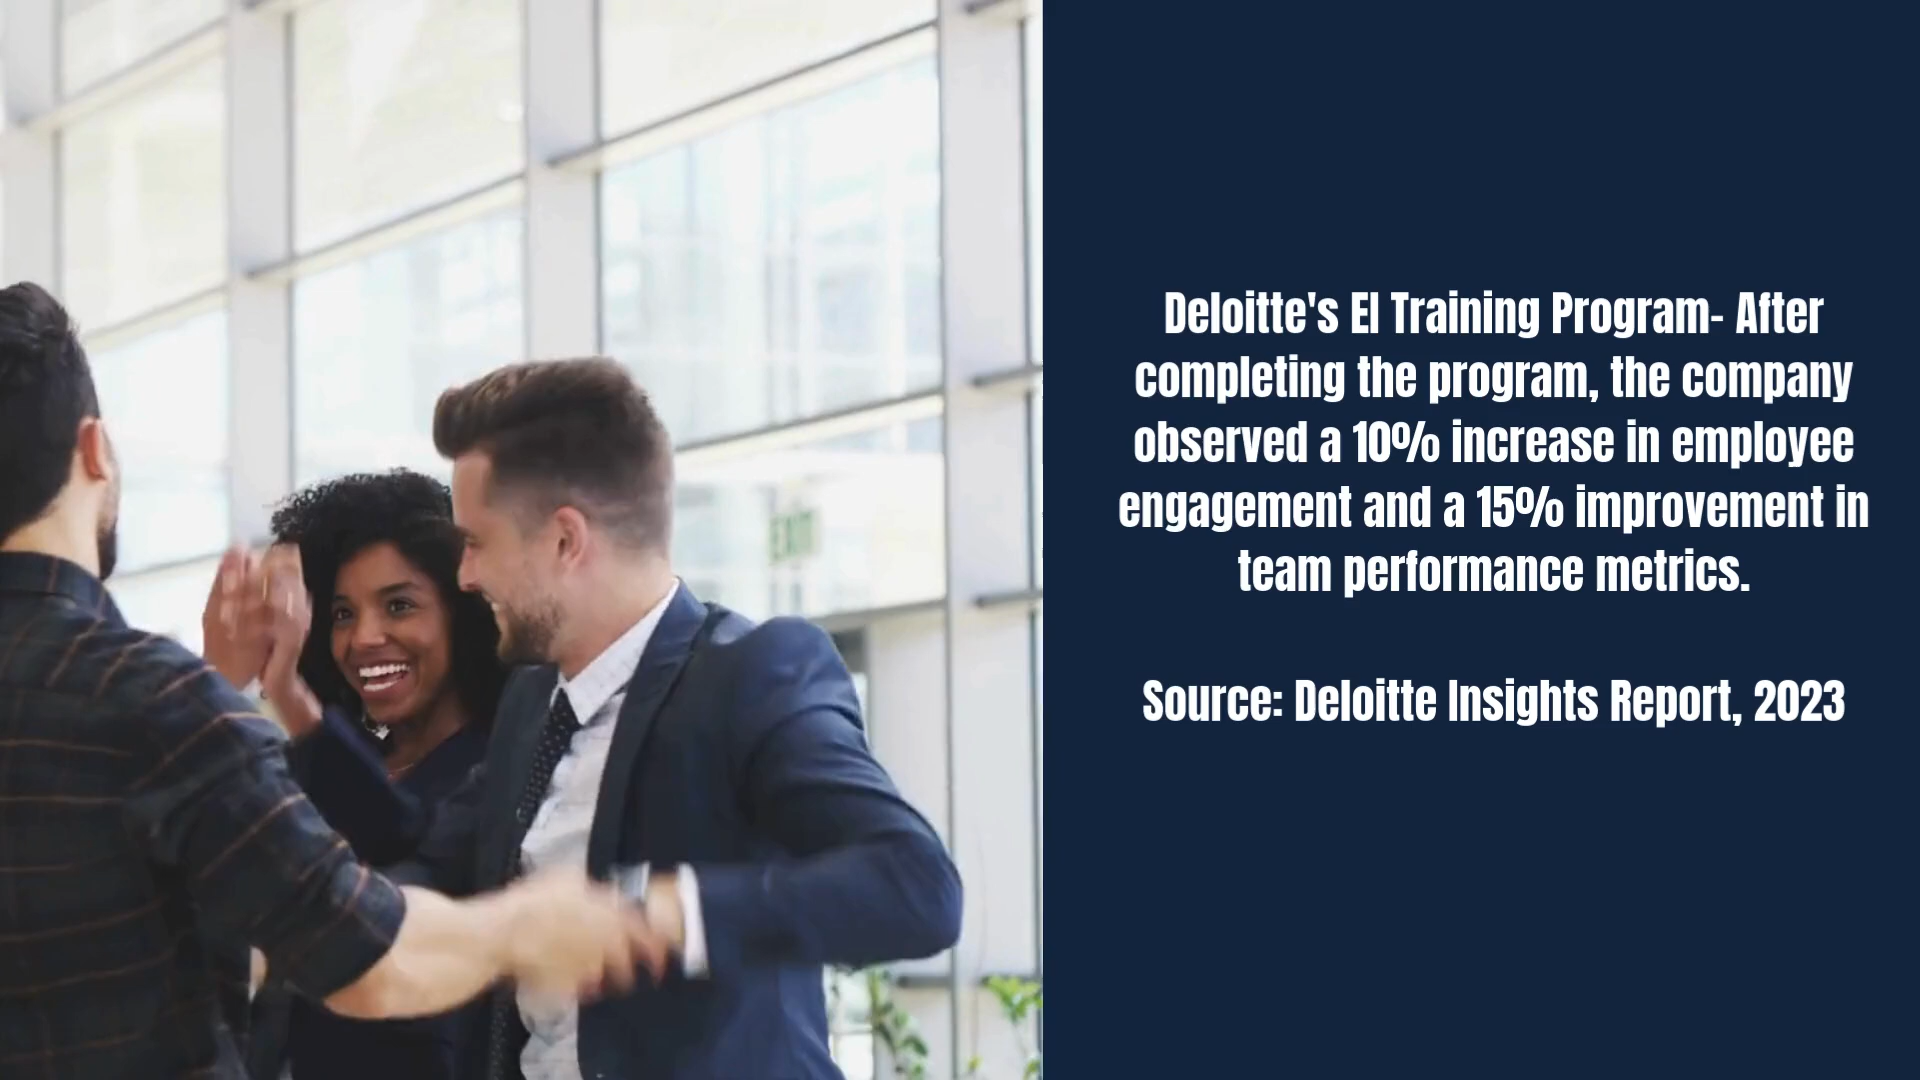 Deloitte's EI Training Program- After
completing the program, the company
observed a 10% increase in employee
engagement and a 15% improvement in
team performance metrics.
Source: Deloitte Insights Report, 2023
EXIT